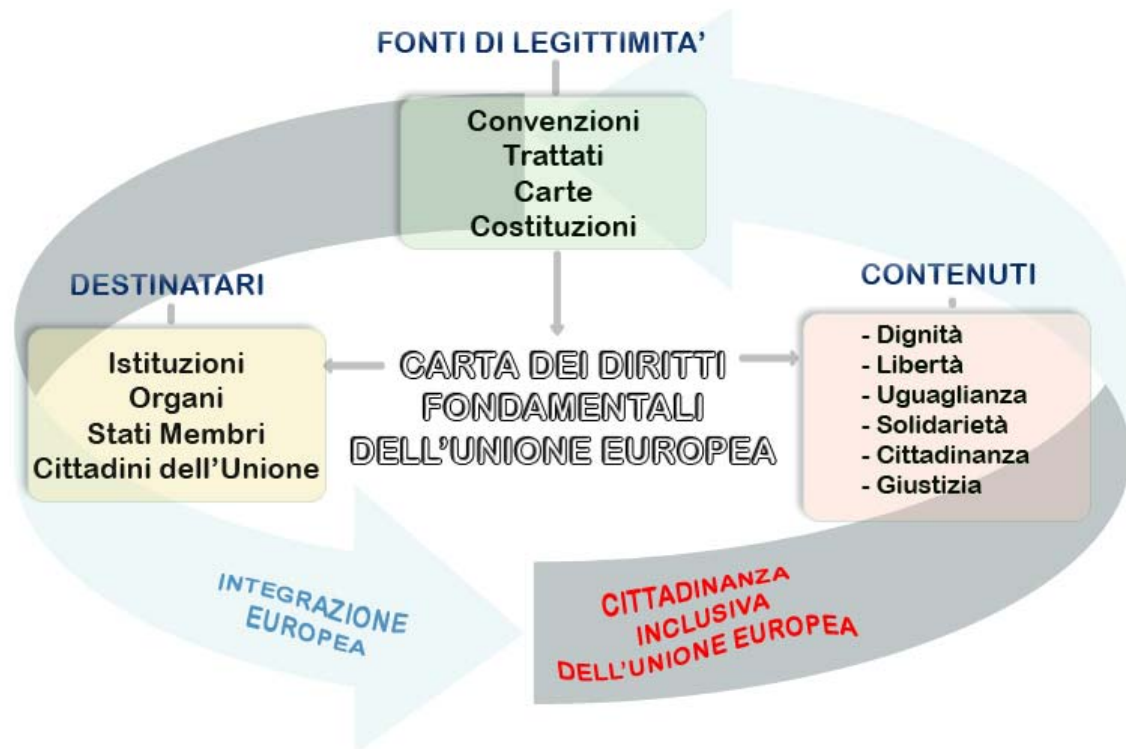 FONTI DI LEGITTIMITA'
Convenzioni
Trattati
Carte
Costituzioni
DESTINATARI
Istituzioni
Organi
Stati Membri
Cittadini dell'Unione
CARTA DEI DIRITTI
FONDAMENTALI
DELL'UNIONE EUROPEA
CONTENUTI
- Dignità
- Libertà
- Uguaglianza
- Solidarietà
- Cittadinanza
- Giustizia
INTEGRAZIONE
EUROPEA
CITTADINANZA
INCLUSIVA
DELL'UNIONE EUROPEA